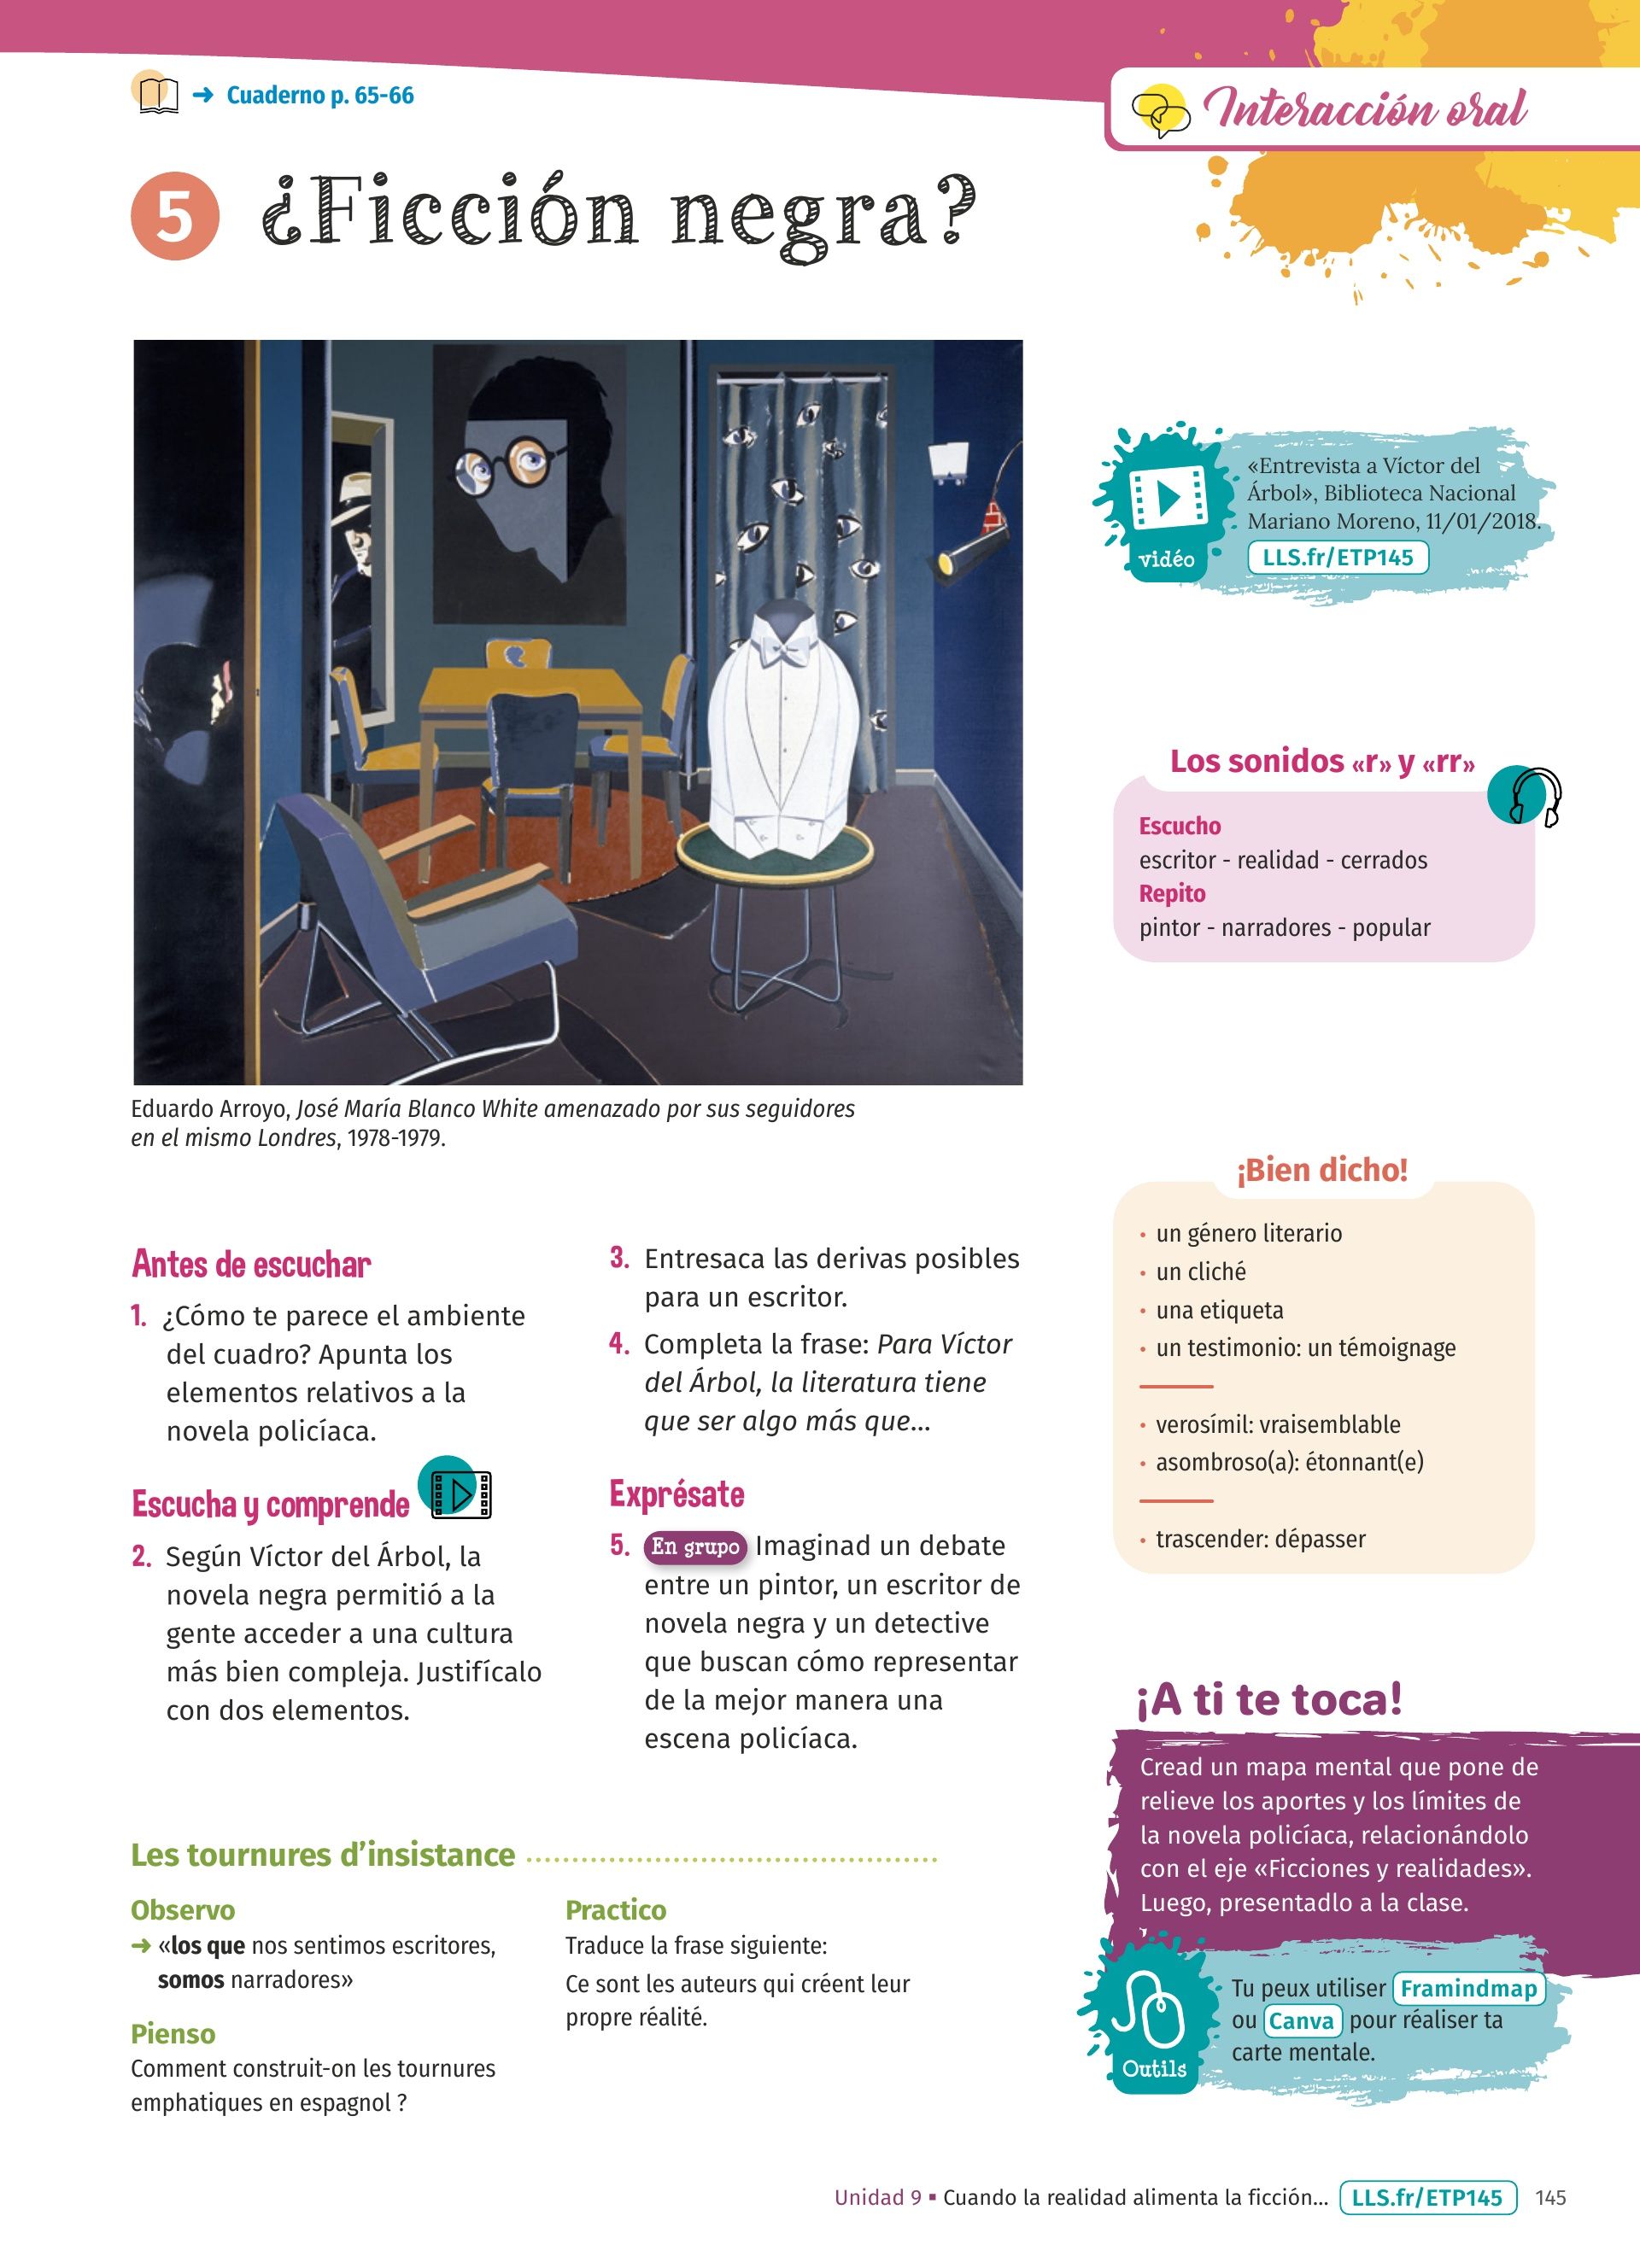 → Cuaderno p. 65-66
Interacción oral
5 ¿Ficción negra?
Eduardo Arroyo, José María Blanco White amenazado por sus seguidores
en el mismo Londres, 1978-1979.
vidéo
«Entrevista a Víctor del
Árbol», Biblioteca Nacional
Mariano Moreno, 11/01/2018.
LLS.fr/ETP145
Los sonidos «r» y «rr»
Escucho
escritor - realidad - cerrados
Repito
pintor - narradores - popular
¡Bien dicho!
• un género literario
• un cliché
• una etiqueta
• un testimonio: un témoignage
• verosímil: vraisemblable
• asombroso(a): étonnant(e)
• trascender: dépasser
Antes de escuchar
1. ¿Cómo te parece el ambiente
del cuadro? Apunta los
elementos relativos a la
novela policíaca.
Escucha y comprende
2. Según Víctor del Árbol, la
novela negra permitió a la
gente acceder a una cultura
más bien compleja. Justifícalo
con dos elementos.
3. Entresaca las derivas posibles
para un escritor.
4. Completa la frase: Para Víctor
del Árbol, la literatura tiene
que ser algo más que...
Exprésate
5. En grupo Imaginad un debate
entre un pintor, un escritor de
novela negra y un detective
que buscan cómo representar
de la mejor manera una
escena policíaca.
¡A ti te toca!
Cread un mapa mental que pone de
relieve los aportes y los límites de
la novela policíaca, relacionándolo
con el eje «Ficciones y realidades».
Luego, presentadlo a la clase.
Outils
Tu peux utiliser Framindmap
ou Canva pour réaliser ta
carte mentale.
Les tournures d'insistance
Observo
→ «los que nos sentimos escritores,
somos narradores»
Pienso
Comment construit-on les tournures
emphatiques en espagnol ?
Practico
Traduce la frase siguiente:
Ce sont les auteurs qui créent leur
propre réalité.
Unidad 9 ▪ Cuando la realidad alimenta la ficción... LLS.fr/ETP145 145